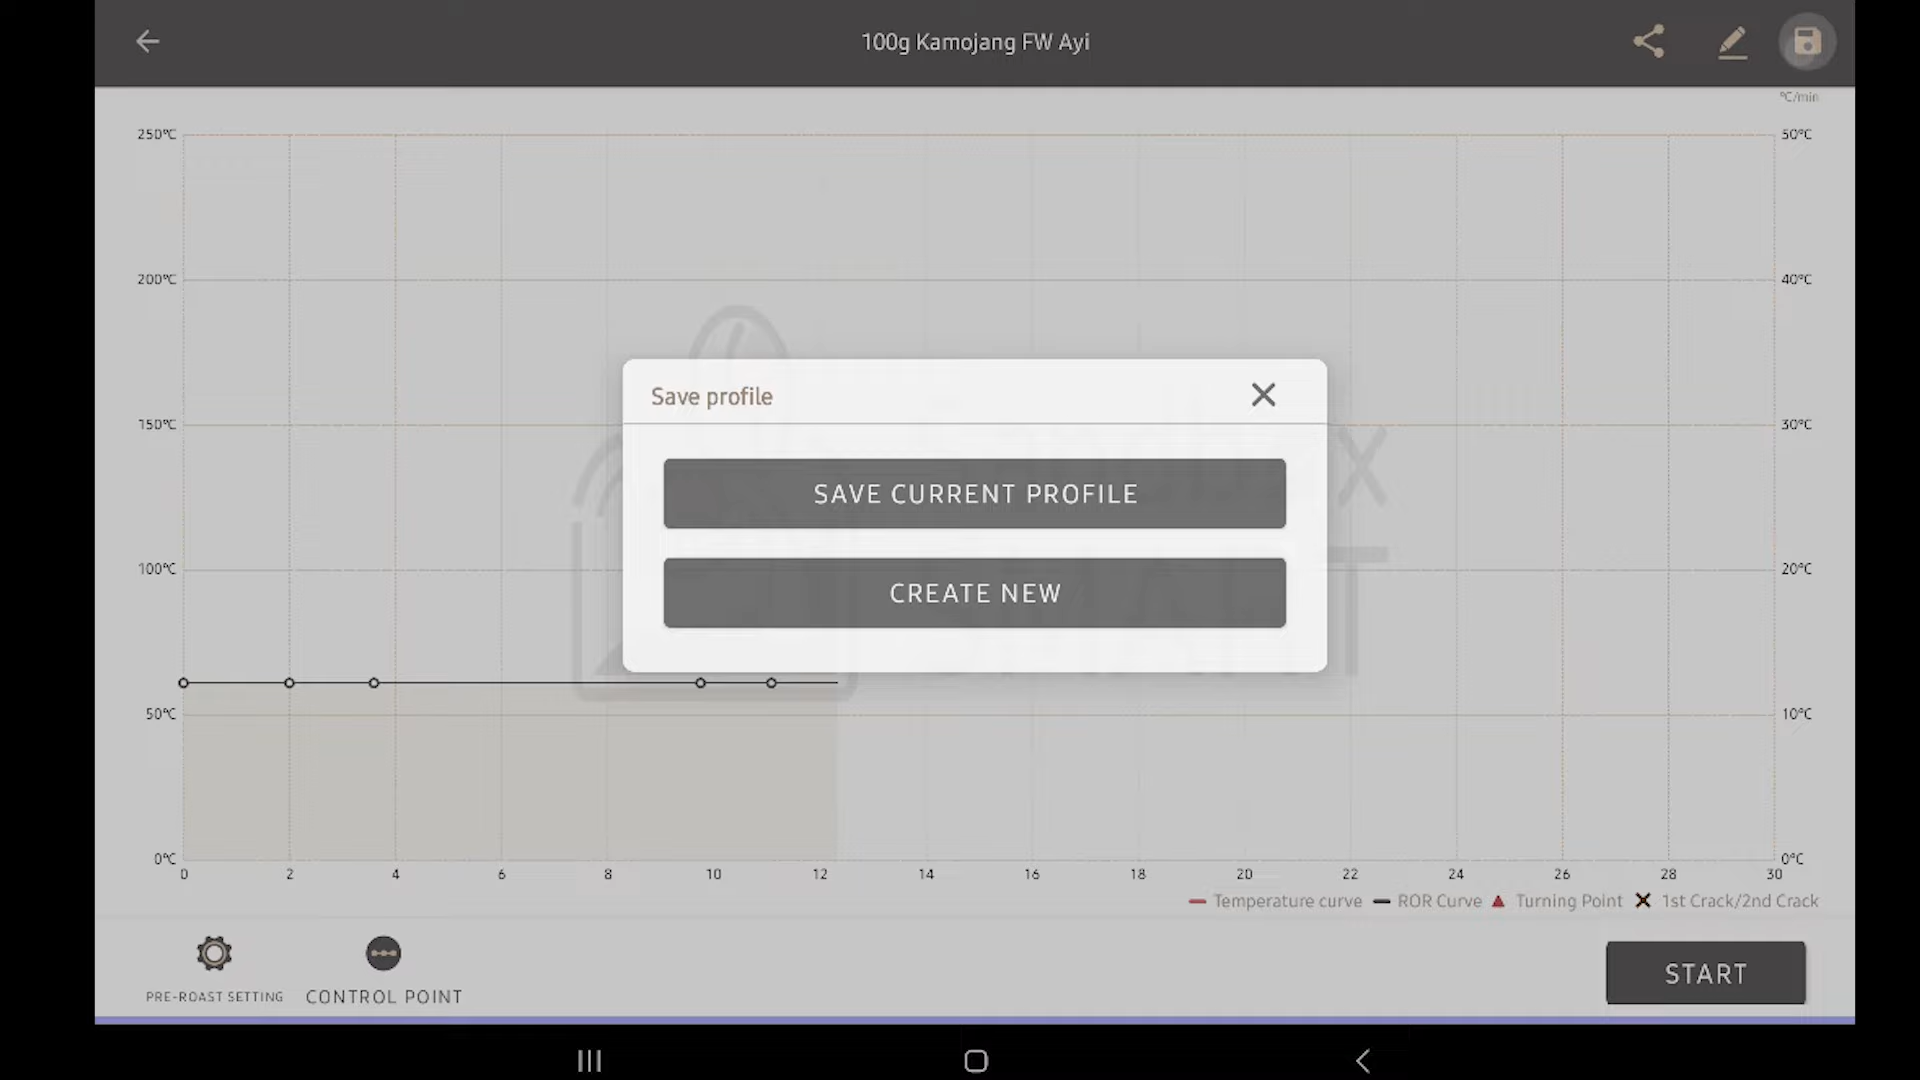 100g Kamojang FW Ayi
°C/min
250°C
50°C
200°C
40°C
Save profile
150°C
30°C
SAVE CURRENT PROFILE
100°C
20°C
CREATE NEW
50°C
10°C
0°C
0°C
0 2 4 6 8 10 12 14 16 18 20 22 24 26 28 30
Temperature curve ROR Curve Turning Point 1st Crack/2nd Crack
PRE-ROAST SETTING CONTROL POINT
START